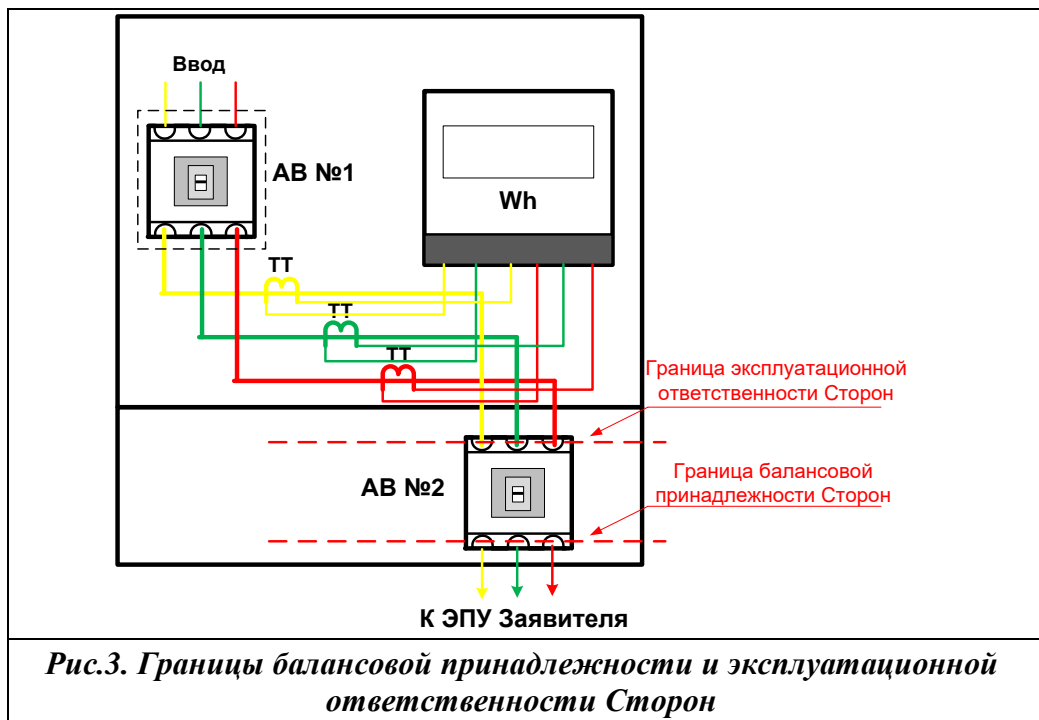 Ввод
АВ №1
Wh
ТТ
ТТ
ТТ
Граница эксплуатационной
ответственности Сторон
Граница балансовой
принадлежности Сторон
АВ №2
К ЭПУ Заявителя
Рис.3. Границы балансовой принадлежности и эксплуатационной
ответственности Сторон